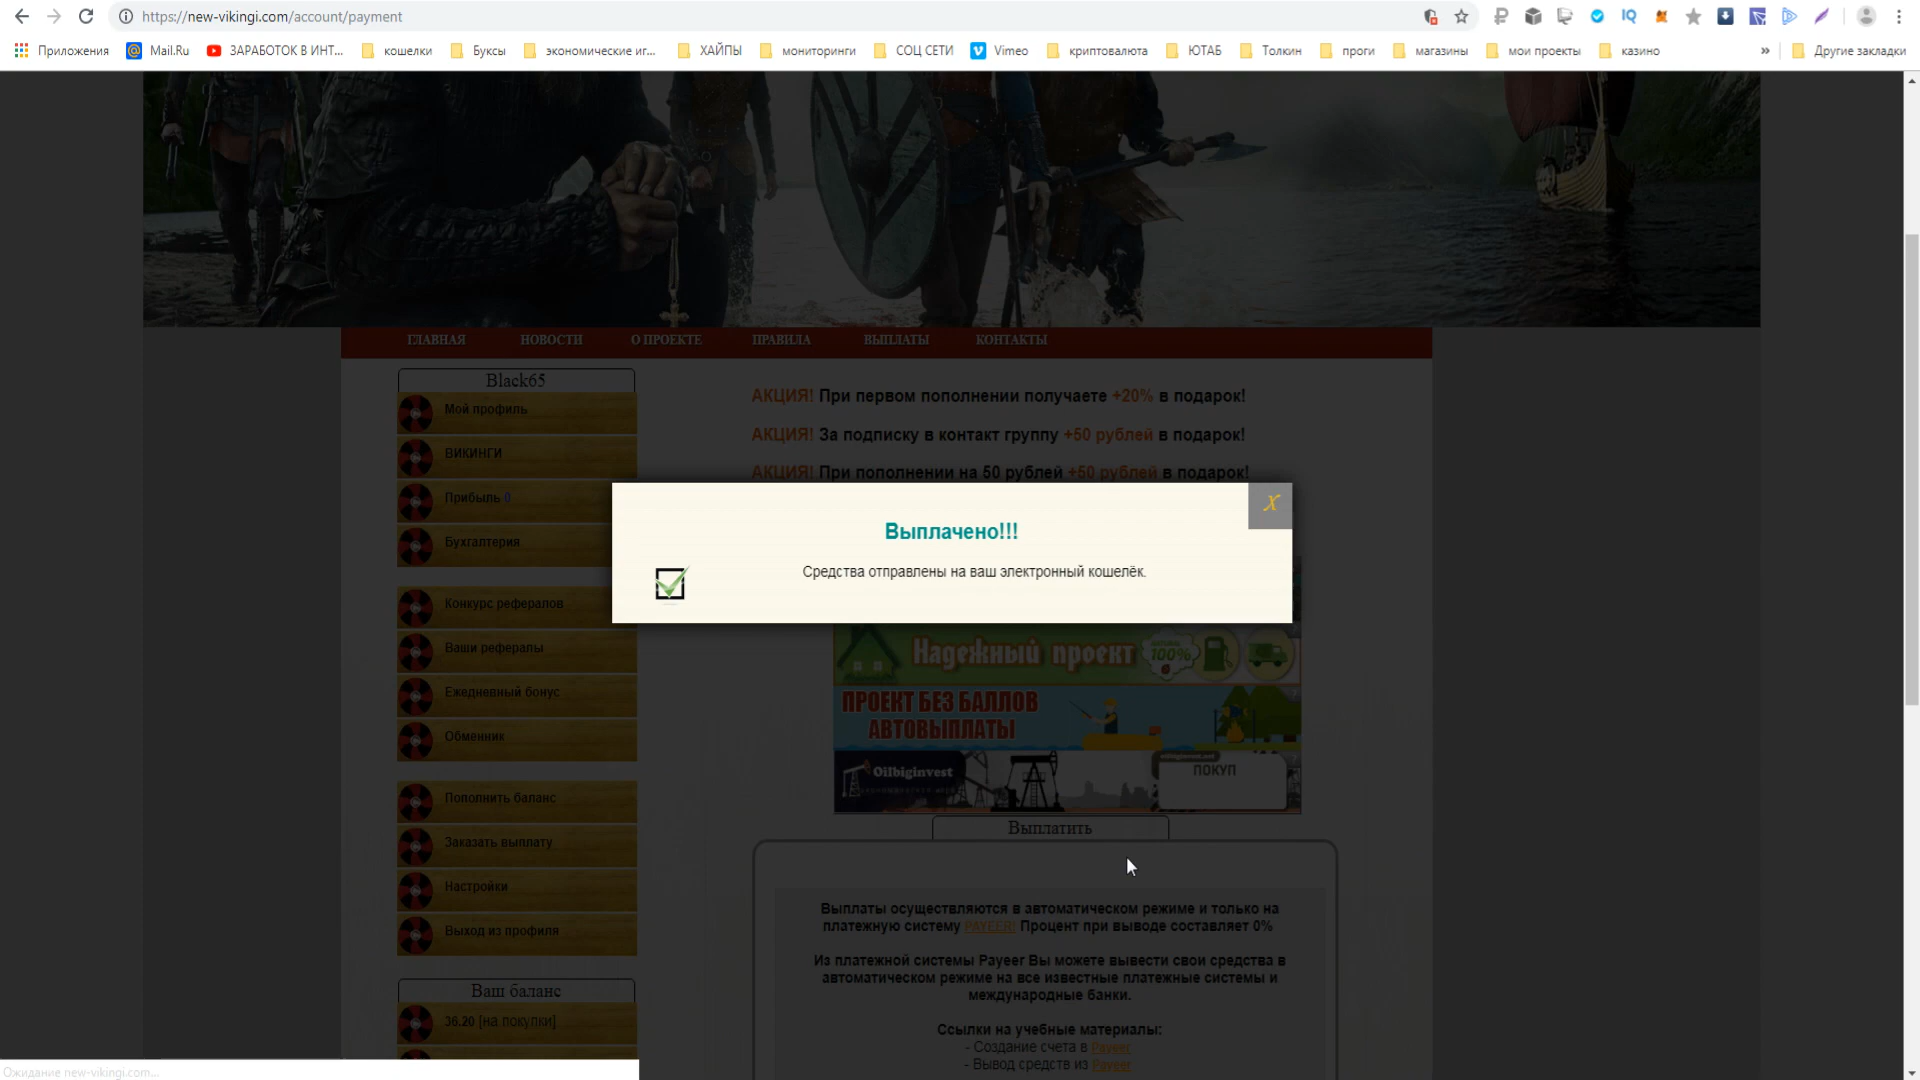 https://new-vikingi.com/account/payment
Приложения
Mail.Ru
ЗАРАБОТОК В ИНТ...
кошелки
Буксы
экономические иг...
ХАЙПЫ
мониторинги
СОЦ СЕТИ
Vimeo
криптовалюта
ЮТАБ
Толкин
проги
магазины
мои проекты
казино
»
Другие закладки
ГЛАВНАЯ
НОВОСТИ
О ПРОЕКТЕ
ПРАВИЛА
ВЫПЛАТЫ
КОНТАКТЫ
Black65
Мой профиль
ВИКИНГИ
Прибыль 0
Бухгалтерия
Конкурс рефералов
Ваши рефералы
Ежедневный бонус
Обменник
Пополнить баланс
Заказать выплату
Настройки
Выход из профиля
Ваш баланс
36.20 [на покупки]
АКЦИЯ! При первом пополнении получаете +20% в подарок!
АКЦИЯ! За подписку в контакт группу +50 рублей в подарок!
АКЦИЯ! При пополнении на 50 рублей +50 рублей в подарок!
X
Выплачено!!!
Средства отправлены на ваш электронный кошелёк.
Надежный проект
100%
ПРОЕКТ БЕЗ БАЛЛОВ
АВТОВЫПЛАТЫ
Oilbiginvest
ПОКУП
Выплатить
Выплаты осуществляются в автоматическом режиме и только на
платежную систему PAYEER! Процент при выводе составляет 0%
Из платежной системы Payeer Вы можете вывести свои средства в
автоматическом режиме на все известные платежные системы и
международные банки.
Ссылки на учебные материалы:
- Создание счета в Payeer
- Вывод средств из Payeer
Ожидание new-vikingi.com...